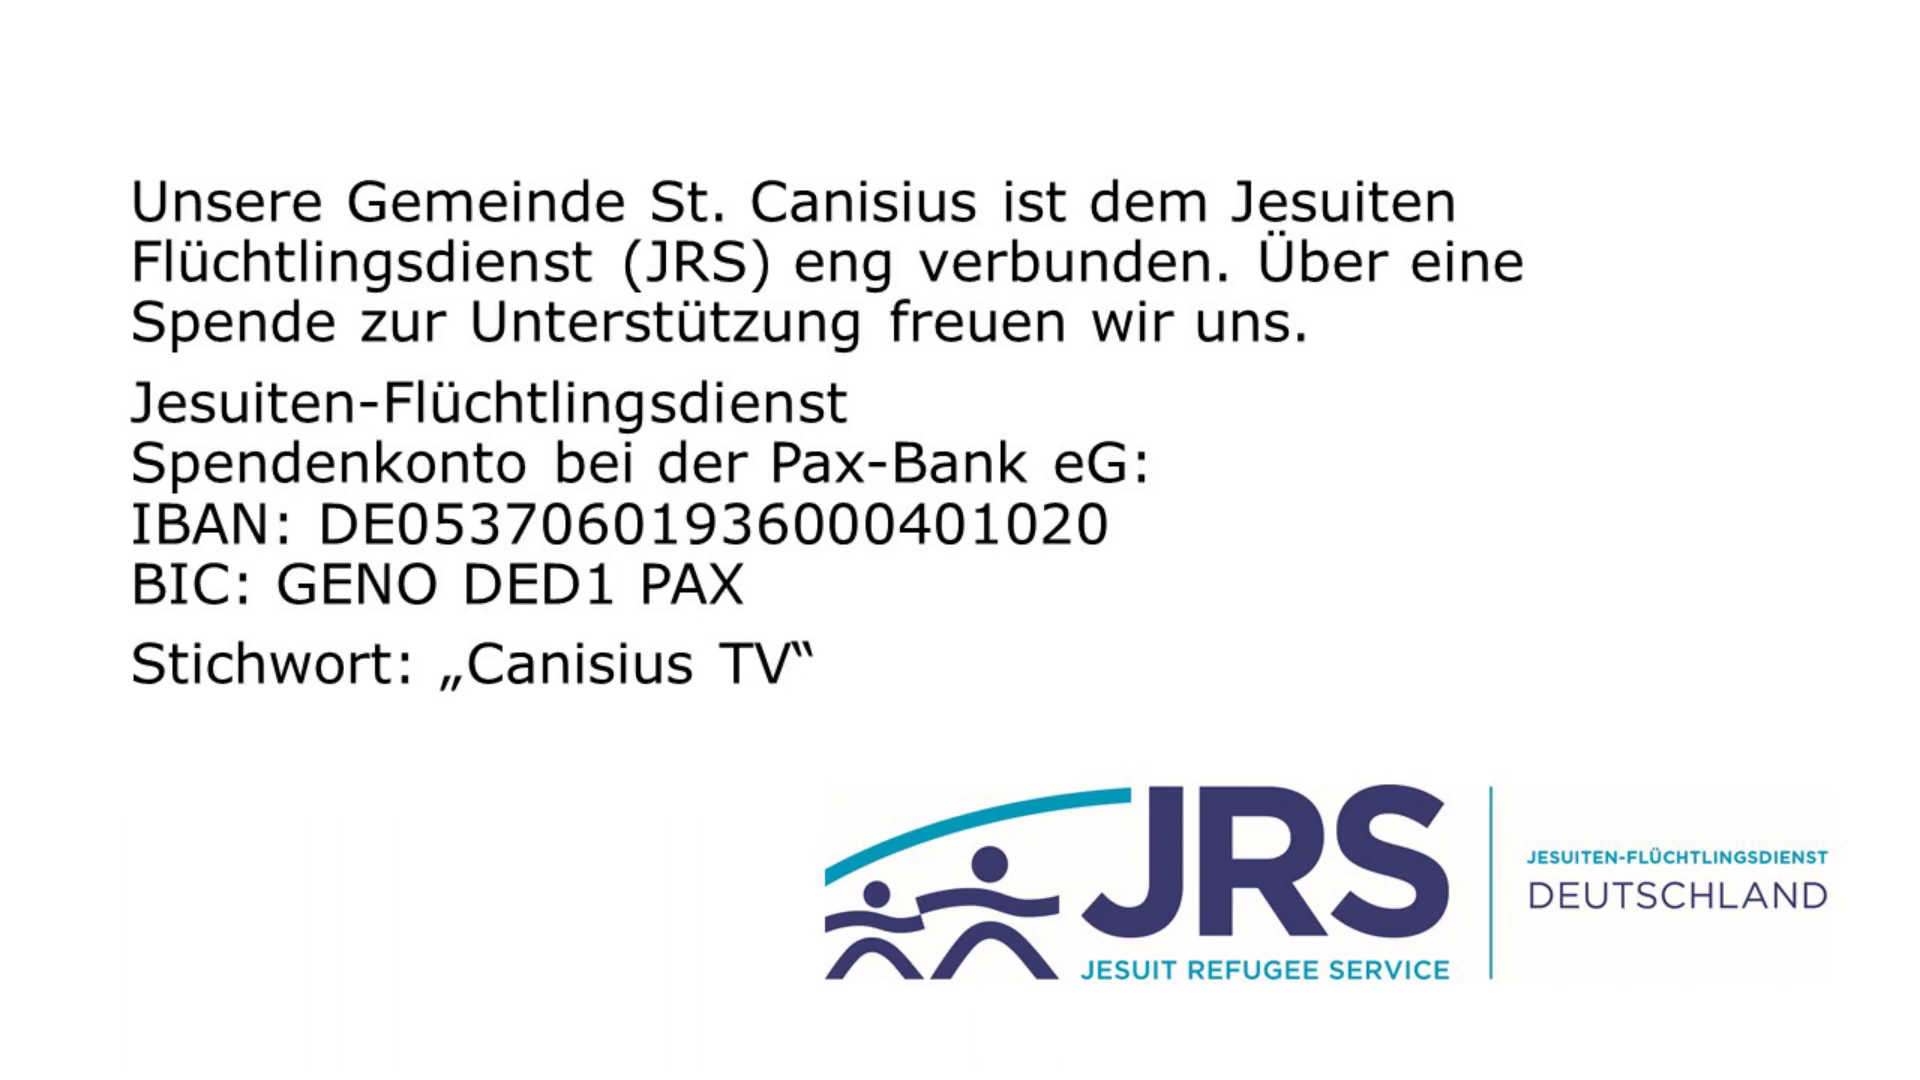 Unsere Gemeinde St. Canisius ist dem Jesuiten
Flüchtlingsdienst (JRS) eng verbunden. Über eine
Spende zur Unterstützung freuen wir uns.
Jesuiten-Flüchtlingsdienst
Spendenkonto bei der Pax-Bank eG:
IBAN: DE05370601936000401020
BIC: GENO DED1 PAX
Stichwort: „Canisius TV“
JRS
JESUIT REFUGEE SERVICE
JESUITEN-FLÜCHTLINGSDIENST
DEUTSCHLAND